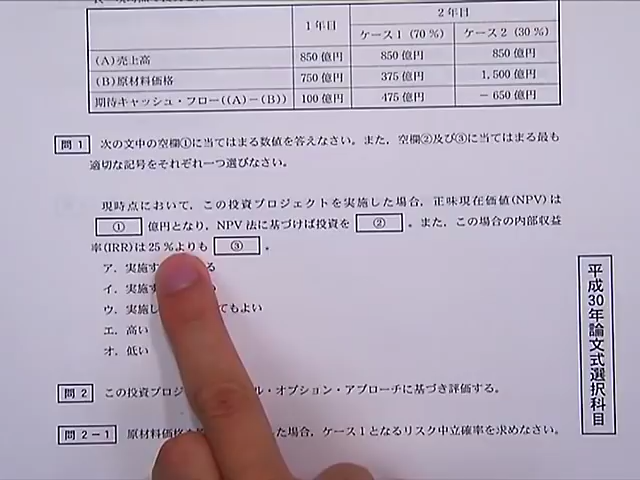 2 年目
1 年目 ケース 1 (70 %) ケース 2 (30 %)
(A)売上高 850 億円 850 億円 850 億円
(B)原材料価格 750 億円 375 億円 1,500 億円
期待キャッシュ・フロー((A)−(B)) 100 億円 475 億円 − 650 億円
問 1 次の文中の空欄①に当てはまる数値を答えなさい。また，空欄②及び③に当てはまる最も
適切な記号をそれぞれ一つ選びなさい。
現時点において，この投資プロジェクトを実施した場合，正味現在価値(NPV)は
① 億円となり，NPV 法に基づけば投資を ② 。また，この場合の内部収益
率(IRR)は 25 %よりも ③ 。
ア．実施す る
イ．実施す
ウ．実施し てもよい
エ．高い
オ．低い
問 2 この投資プロジ ル・オプション・アプローチに基づき評価する。
問 2 − 1 原材料価格 た場合，ケース 1 となるリスク中立確率を求めなさい。
平成30年論文式選択科目